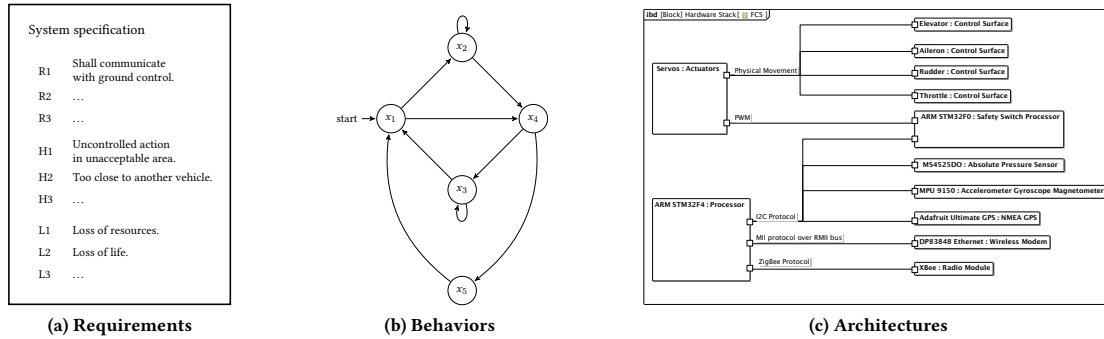 System specification
R1 Shall communicate
with ground control.
R2 ...
R3 ...
H1 Uncontrolled action
in unacceptable area.
H2 Too close to another vehicle.
H3 ...
L1 Loss of resources.
L2 Loss of life.
L3 ...
(a) Requirements
x2
start x1 x4
x3
x5
(b) Behaviors
ibd [Block] Hardware Stack[ FCS ]
Elevator : Control Surface
Aileron : Control Surface
Servos : Actuators Physical Movement Rudder : Control Surface
Throttle : Control Surface
PWM ARM STM32F0 : Safety Switch Processor
MS4525DO : Absolute Pressure Sensor
MPU 9150 : Accelerometer Gyroscope Magnetometer
ARM STM32F4 : Processor
I2C Protocol Adafruit Ultimate GPS : NMEA GPS
MII protocol over RMII bus DP83848 Ethernet : Wireless Modem
ZigBee Protocol XBee : Radio Module
(c) Architectures